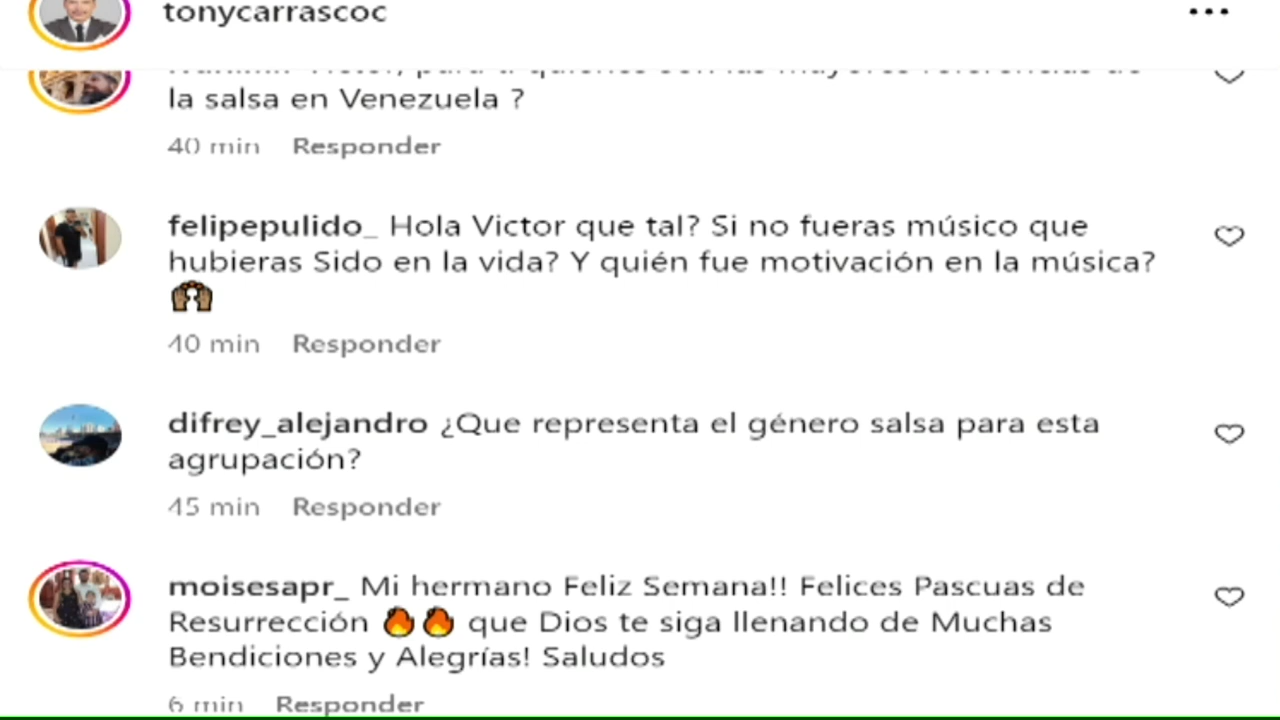 tonycarrascoc
la salsa en Venezuela ?
40 min Responder
felipepulido_ Hola Victor que tal? Si no fueras músico que
hubieras Sido en la vida? Y quién fue motivación en la música?
40 min Responder
difrey_alejandro ¿Que representa el género salsa para esta
agrupación?
45 min Responder
moisesapr_ Mi hermano Feliz Semana!! Felices Pascuas de
Resurrección 🔥🔥 que Dios te siga llenando de Muchas
Bendiciones y Alegrías! Saludos
6 min Responder